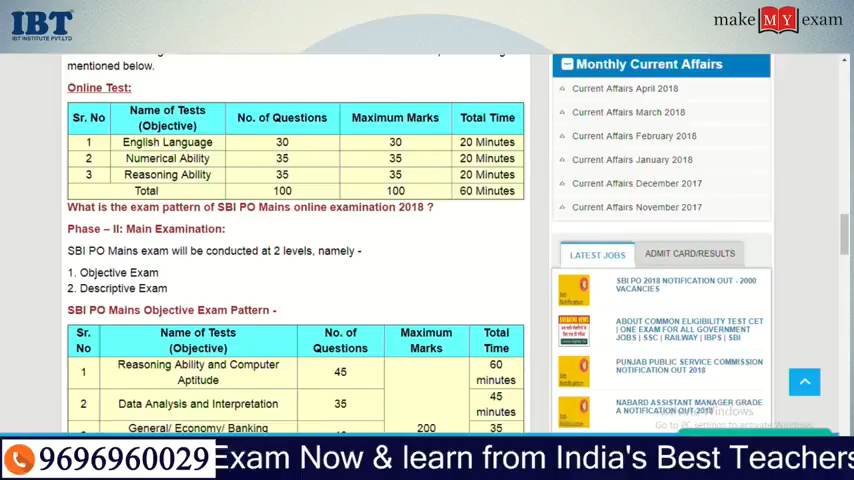 IBT
IBT INSTITUTE PVT.LTD
make MY exam
mentioned below.
Online Test:
Sr. No Name of Tests (Objective) No. of Questions Maximum Marks Total Time
1 English Language 30 30 20 Minutes
2 Numerical Ability 35 35 20 Minutes
3 Reasoning Ability 35 35 20 Minutes
Total 100 100 60 Minutes
What is the exam pattern of SBI PO Mains online examination 2018 ?
Phase – II: Main Examination:
SBI PO Mains exam will be conducted at 2 levels, namely -
1. Objective Exam
2. Descriptive Exam
SBI PO Mains Objective Exam Pattern -
Sr. No Name of Tests (Objective) No. of Questions Maximum Marks Total Time
1 Reasoning Ability and Computer Aptitude 45 60 minutes
2 Data Analysis and Interpretation 35 45 minutes
General/ Economy/ Banking 200 35
Monthly Current Affairs
Current Affairs April 2018
Current Affairs March 2018
Current Affairs February 2018
Current Affairs January 2018
Current Affairs December 2017
Current Affairs November 2017
LATEST JOBS ADMIT CARD/RESULTS
SBI PO 2018 NOTIFICATION OUT - 2000
VACANCIES
ABOUT COMMON ELIGIBILITY TEST CET
| ONE EXAM FOR ALL GOVERNMENT
JOBS | SSC | RAILWAY | IBPS | SBI
PUNJAB PUBLIC SERVICE COMMISSION
NOTIFICATION OUT 2018
NABARD ASSISTANT MANAGER GRADE
A NOTIFICATION OUT 2018
Go to PC settings to activate Windows.
9696960029 Exam Now & learn from India's Best Teachers